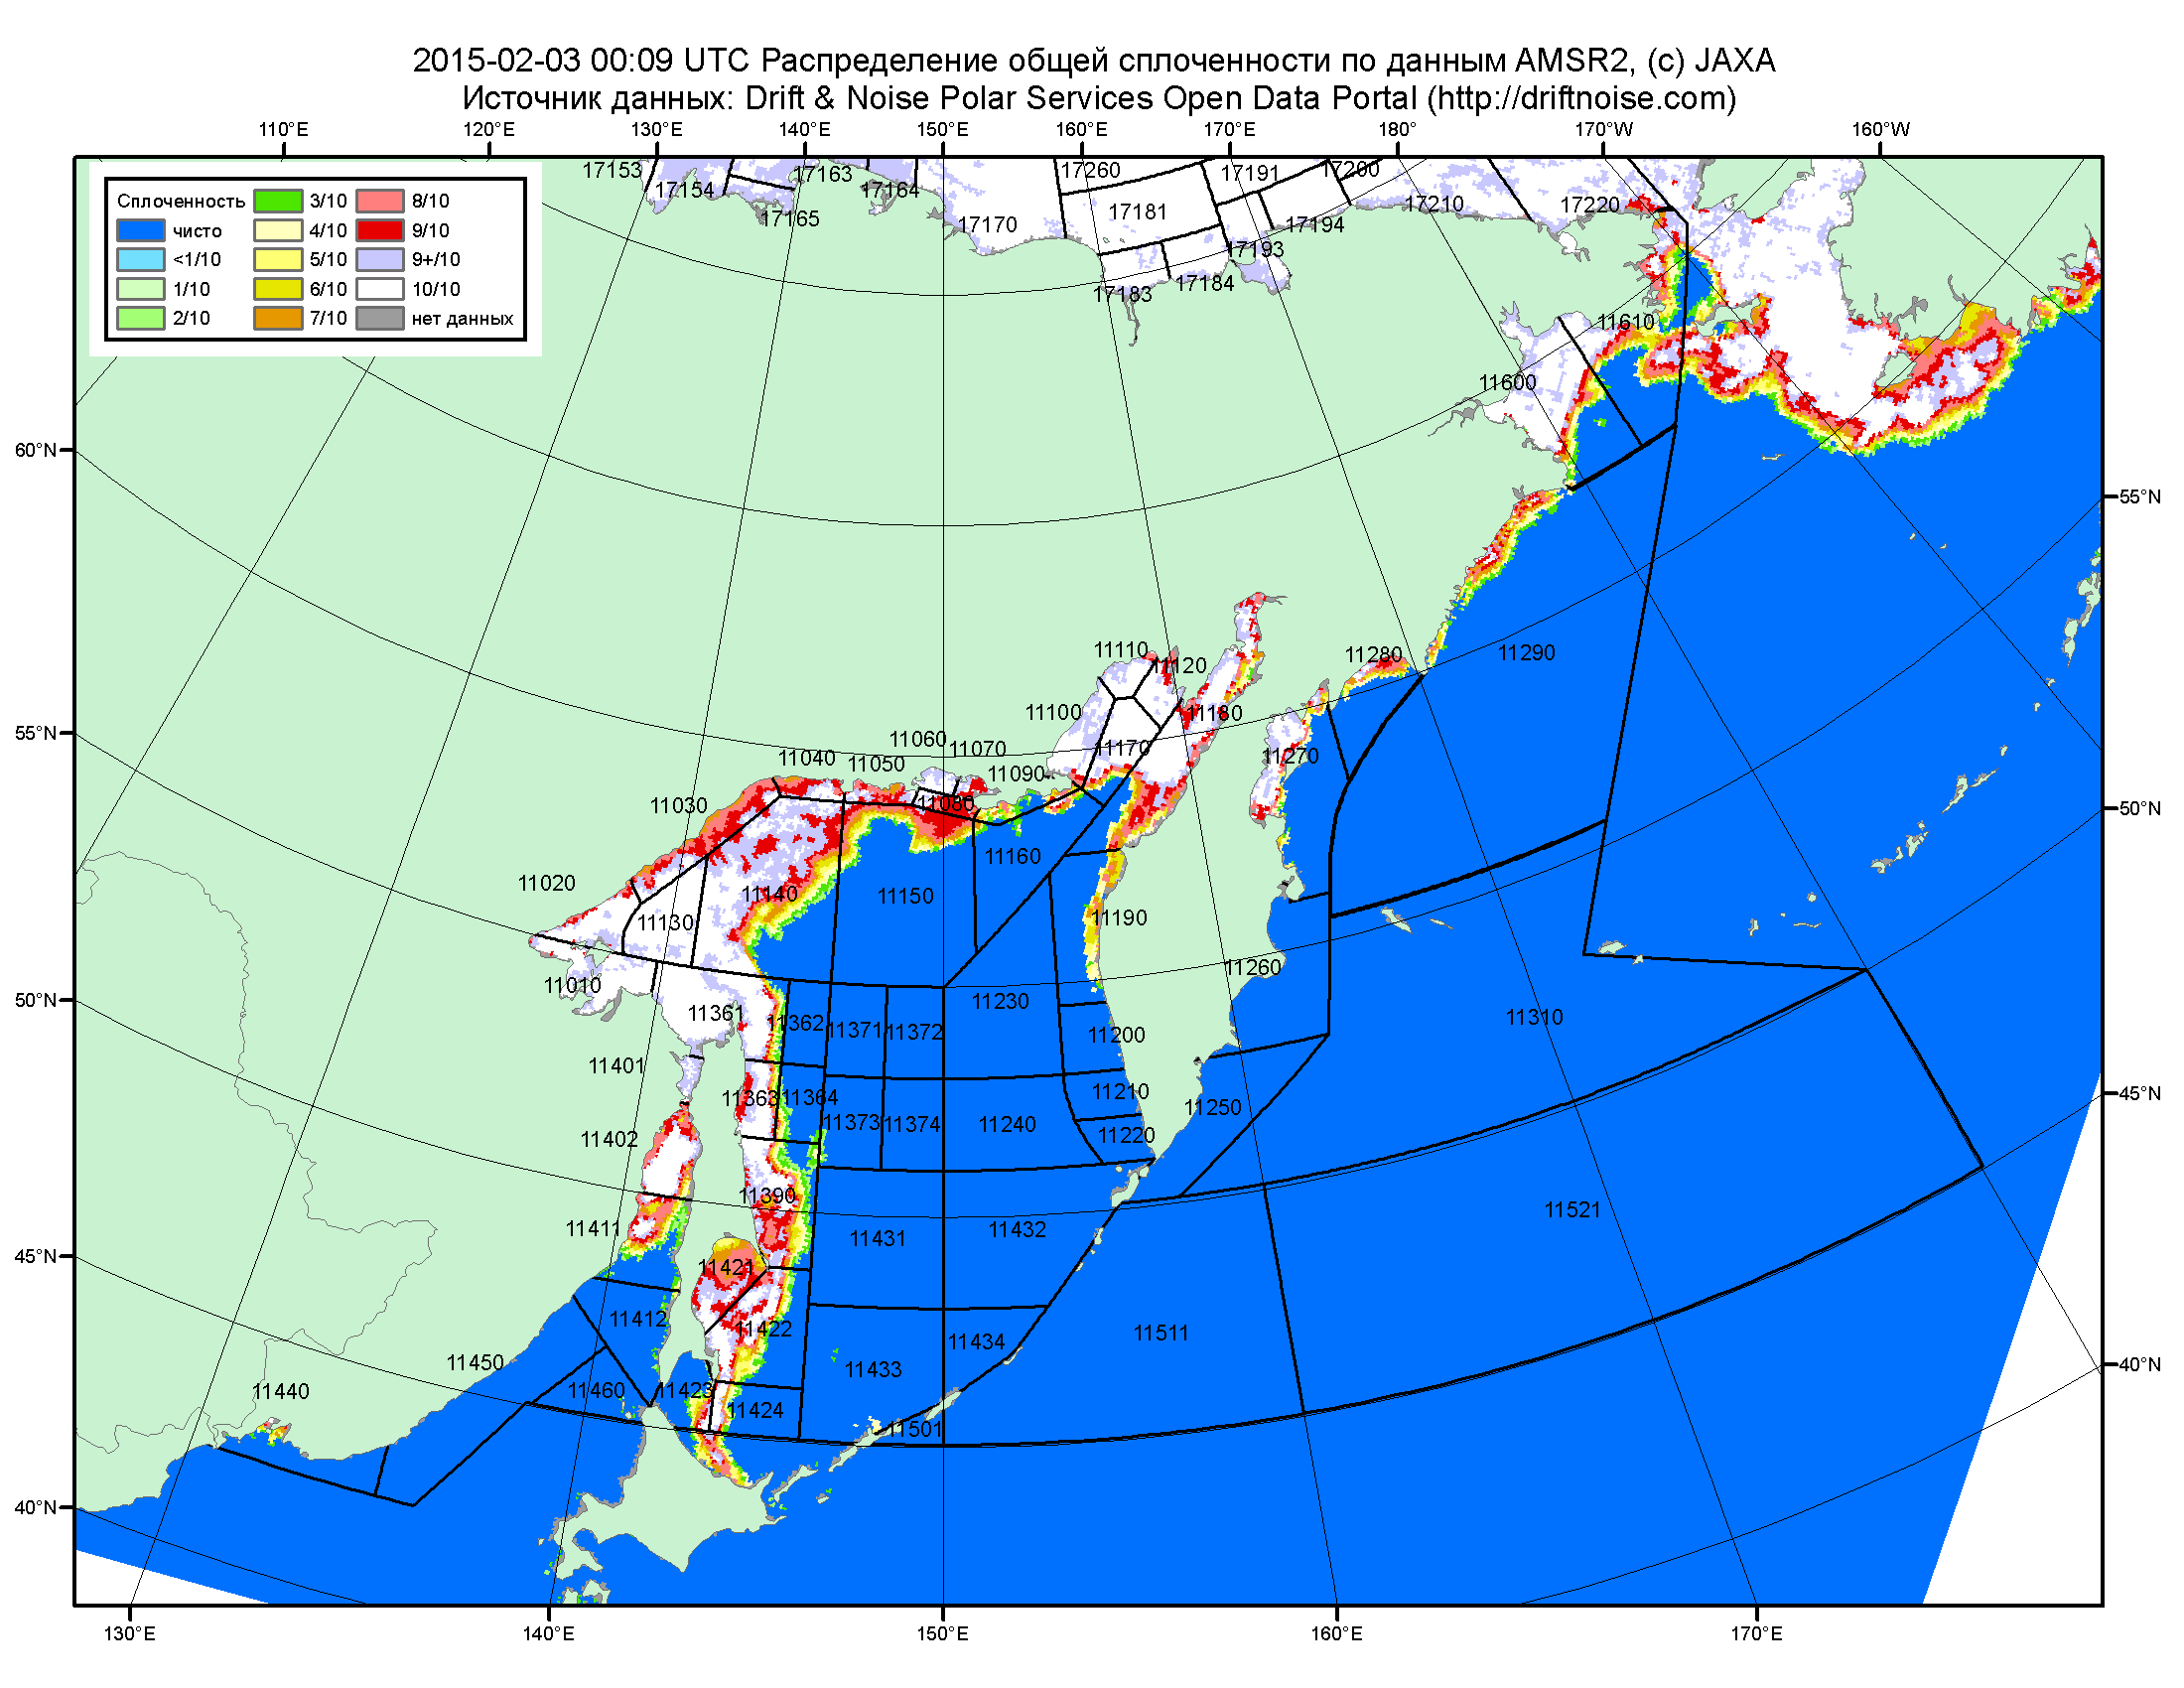 2015-02-03 00:09 UTC Распределение общей сплоченности по данным AMSR2, (c) JAXA
Источник данных: Drift & Noise Polar Services Open Data Portal (http://driftnoise.com)
110°E 120°E 130°E 140°E 150°E 160°E 170°E 180° 170°W 160°W
Сплоченность
чисто
<1/10
1/10
2/10
3/10
4/10
5/10
6/10
7/10
8/10
9/10
9+/10
10/10
нет данных
17153 17154 17163 17164 17165 17170 17260 17181 17191 17200
17183 17184 17193 17194 17210 17220
11610
11600
60°N
55°N
11290
11280
11110 11120
11100 11180
11170
11270
55°N
11060 11070
11040 11050 11090
11030 11080
50°N
11160
11020 11140 11150
11130 11190
11260
11010 11230
50°N
11361 11362 11371 11372 11200 11310
11401
11363 11364 11210
45°N
11373 11374 11240 11250
11402 11220
11390
11411 11431 11432 11521
45°N
11421
11412 11422 11511
11434
11450 11433
40°N
11440 11460 11423
11424
11501
40°N
130°E 140°E 150°E 160°E 170°E